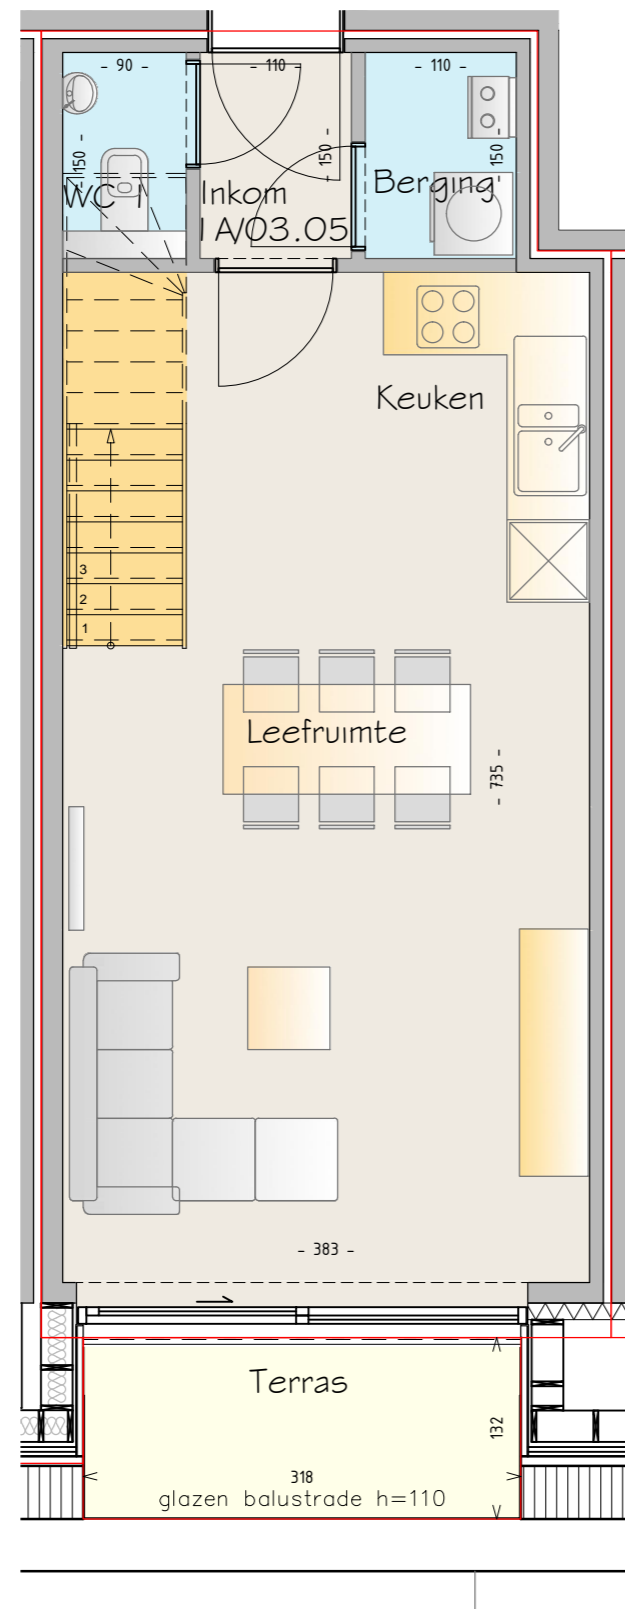 - 90 -
- 110 -
- 110 -
- 150 -
- 150 -
- 150 -
WC 1
Inkom
1A/03.05
Berging
Keuken
3
2
1
Leefruimte
- 735 -
- 383 -
Terras
132
318
glazen balustrade h=110